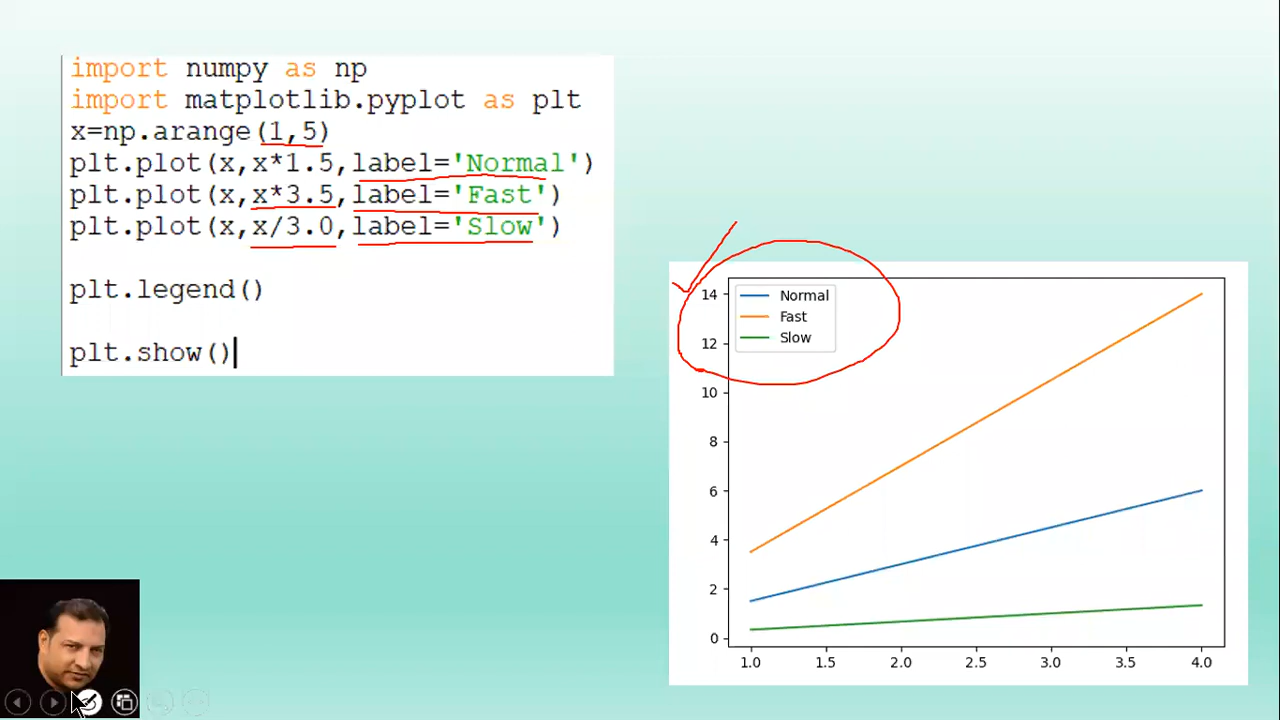 import numpy as np
import matplotlib.pyplot as plt
x=np.arange(1,5)
plt.plot(x,x*1.5,label='Normal')
plt.plot(x,x*3.5,label='Fast')
plt.plot(x,x/3.0,label='Slow')
plt.legend()
plt.show()
Normal
Fast
Slow
14
12
10
8
6
4
2
0
1.0 1.5 2.0 2.5 3.0 3.5 4.0